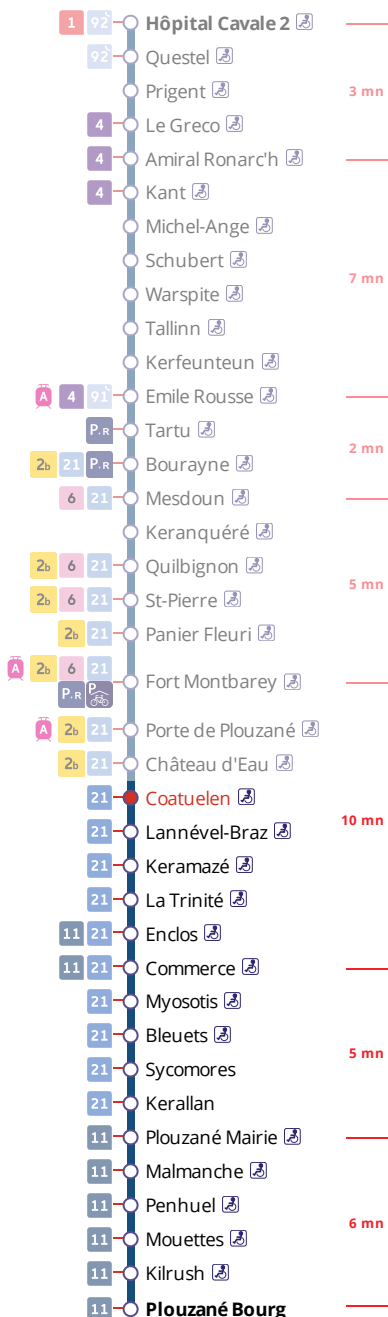 1 92 Hôpital Cavale 2
92 Questel
Prigent
3 mn
4 Le Greco
4 Amiral Ronarc'h
4 Kant
Michel-Ange
Schubert
7 mn
Warspite
Tallinn
Kerfeunteun
A 4 91 Emile Rousse
P.R Tartu
2 mn
2b 21 P.R Bourayne
6 21 Mesdoun
Keranquéré
2b 6 21 Quilbignon
5 mn
2b 6 21 St-Pierre
2b 21 Panier Fleuri
A 2b 6 21
P.R P Fort Montbarey
A 2b 21 Porte de Plouzané
2b 21 Château d'Eau
21 Coatuelen
10 mn
21 Lannével-Braz
21 Keramazé
21 La Trinité
11 21 Enclos
11 21 Commerce
21 Myosotis
21 Bleuets
5 mn
21 Sycomores
21 Kerallan
11 Plouzané Mairie
11 Malmanche
11 Penhuel
6 mn
11 Mouettes
11 Kilrush
11 Plouzané Bourg